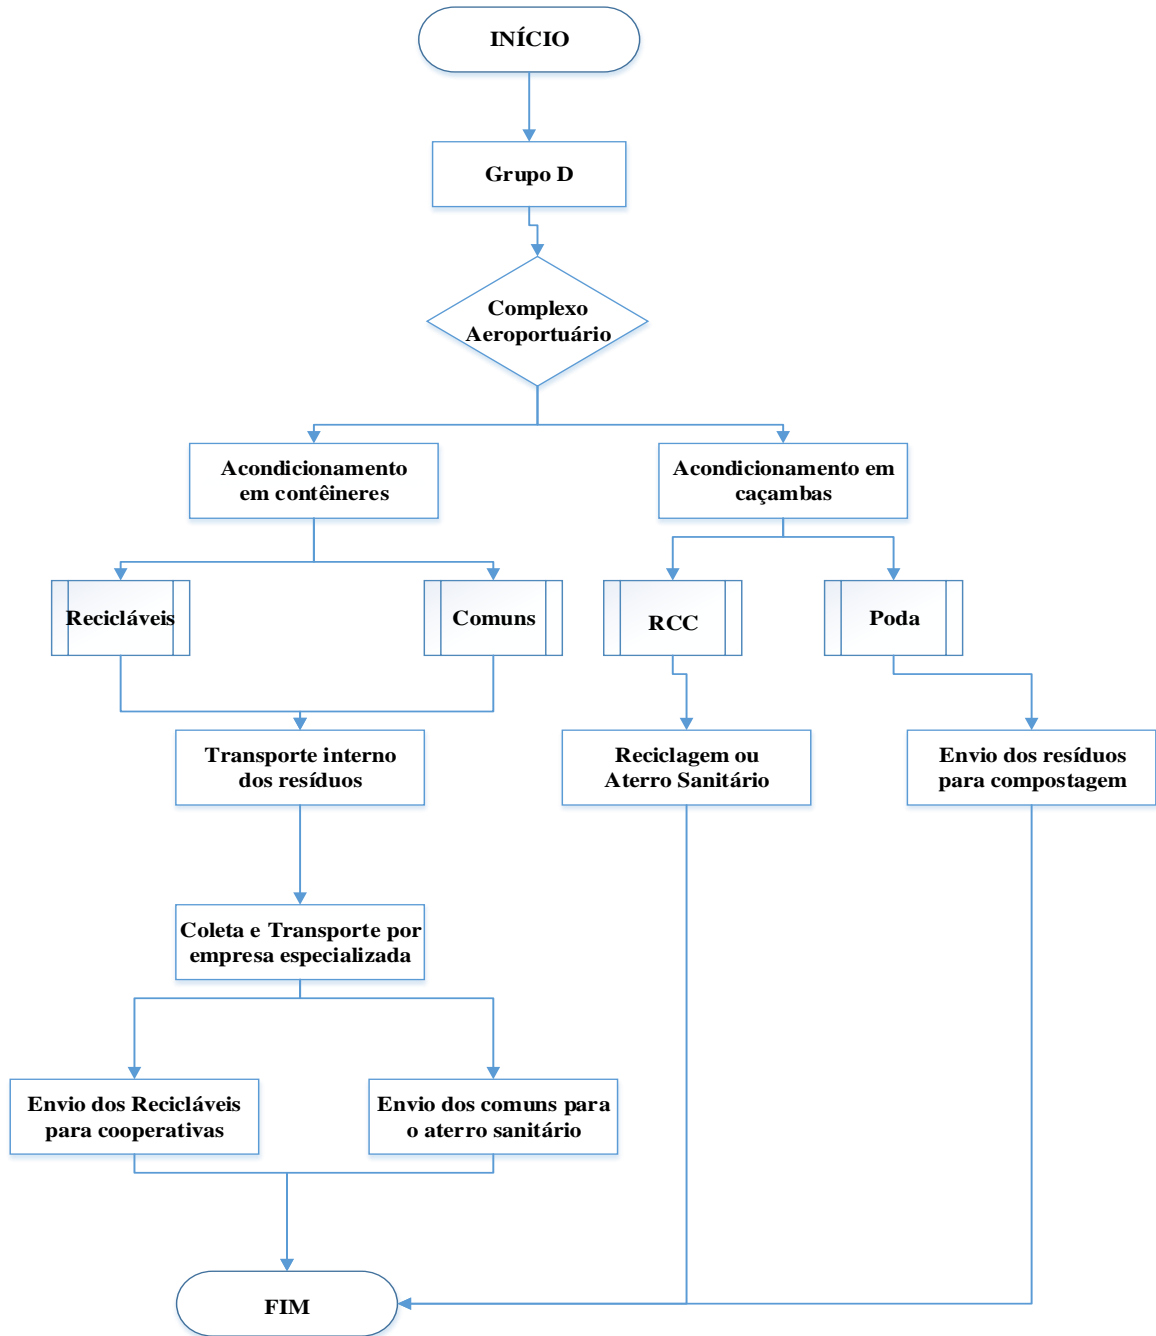 INÍCIO
Grupo D
Complexo
Aeroportuário
Acondicionamento
em contêineres
Acondicionamento em
caçambas
Recicláveis
Comuns
RCC
Poda
Transporte interno
dos resíduos
Reciclagem ou
Aterro Sanitário
Envio dos resíduos
para compostagem
Coleta e Transporte por
empresa especializada
Envio dos Recicláveis
para cooperativas
Envio dos comuns para
o aterro sanitário
FIM